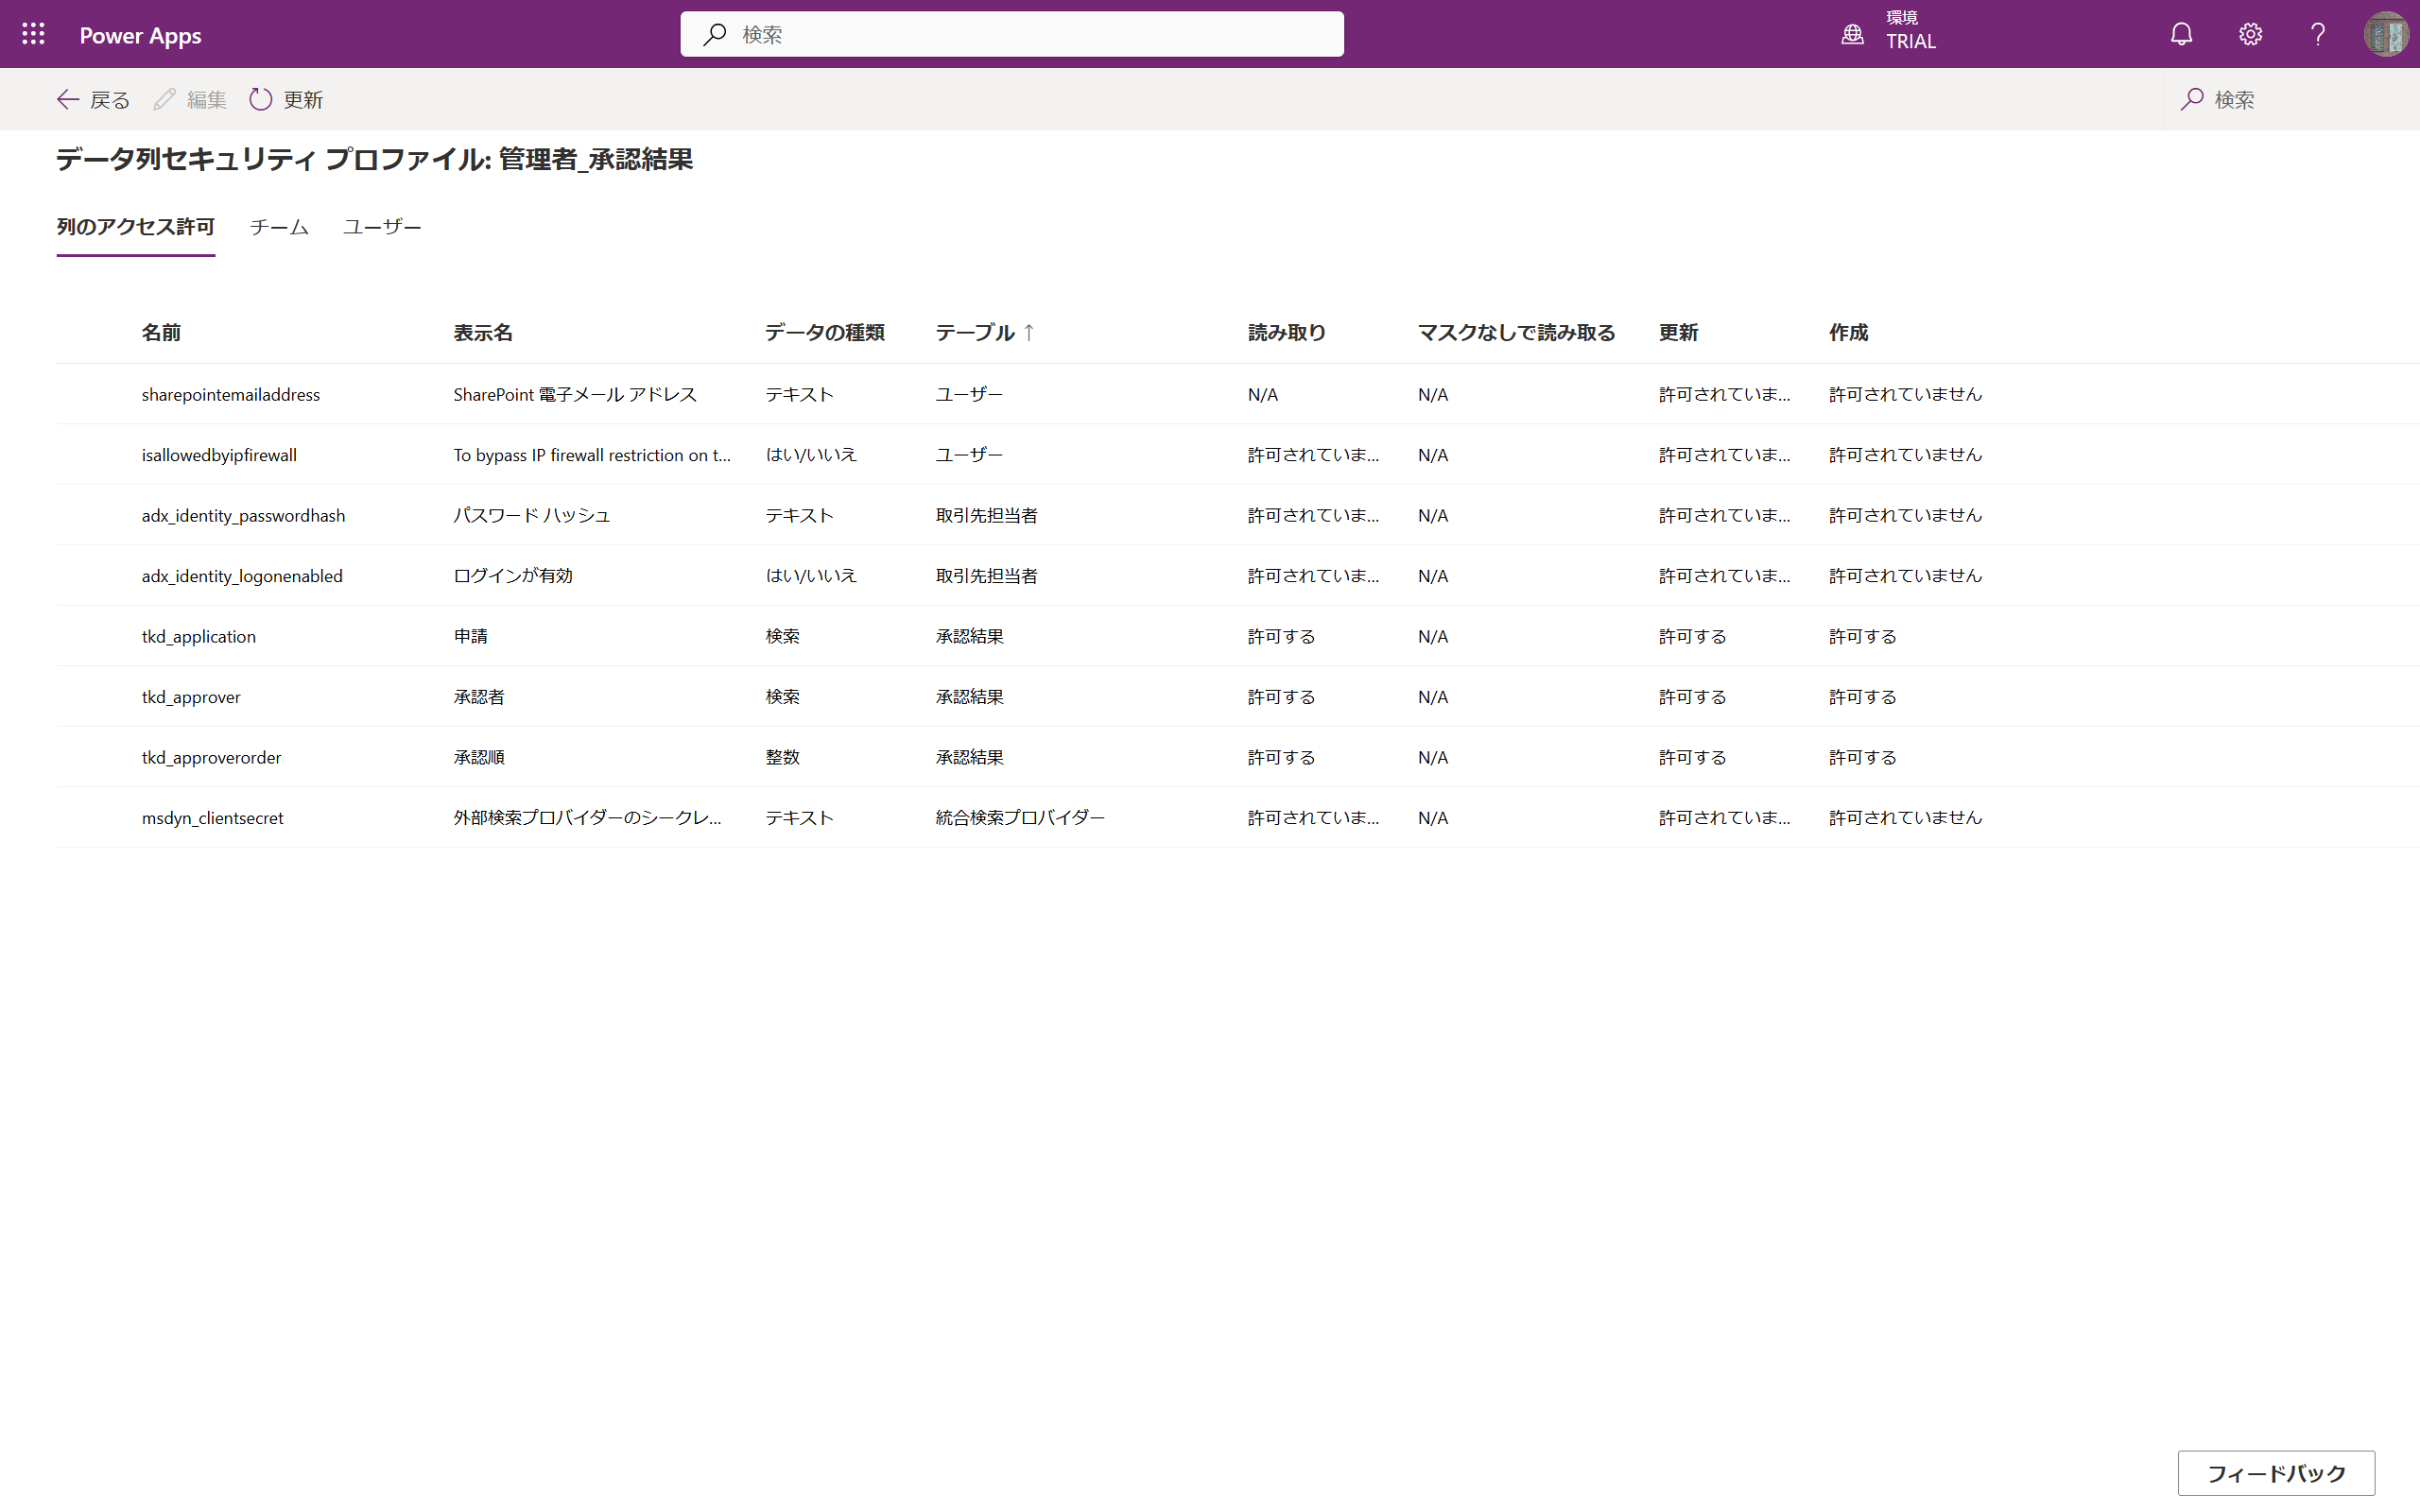 Power Apps
検索
環境
TRIAL
戻る 編集 更新
検索
データ列セキュリティ プロファイル: 管理者_承認結果
列のアクセス許可 チーム ユーザー
名前 表示名 データの種類 テーブル ↑ 読み取り マスクなしで読み取る 更新 作成
sharepointemailaddress SharePoint 電子メール アドレス テキスト ユーザー N/A N/A 許可されていま... 許可されていません
isallowedbyipfirewall To bypass IP firewall restriction on t... はい/いいえ ユーザー 許可されていま... N/A 許可されていま... 許可されていません
adx_identity_passwordhash パスワード ハッシュ テキスト 取引先担当者 許可されていま... N/A 許可されていま... 許可されていません
adx_identity_logonenabled ログインが有効 はい/いいえ 取引先担当者 許可されていま... N/A 許可されていま... 許可されていません
tkd_application 申請 検索 承認結果 許可する N/A 許可する 許可する
tkd_approver 承認者 検索 承認結果 許可する N/A 許可する 許可する
tkd_approverorder 承認順 整数 承認結果 許可する N/A 許可する 許可する
msdyn_clientsecret 外部検索プロバイダーのシークレ... テキスト 統合検索プロバイダー 許可されていま... N/A 許可されていま... 許可されていません
フィードバック